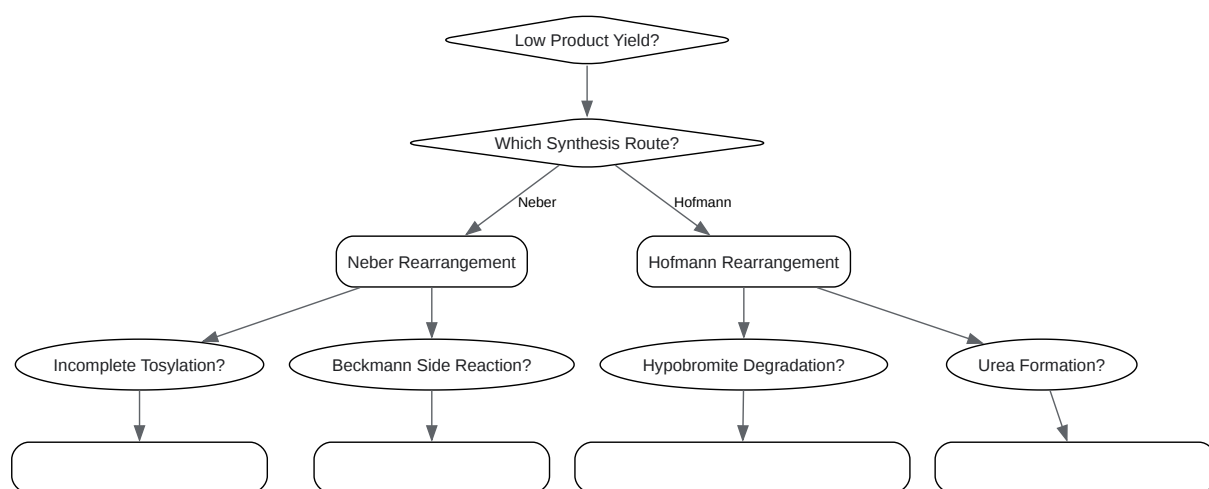 Low Product Yield?
Which Synthesis Route?
Neber
Hofmann
Neber Rearrangement
Hofmann Rearrangement
Incomplete Tosylation?
Beckmann Side Reaction?
Hypobromite Degradation?
Urea Formation?